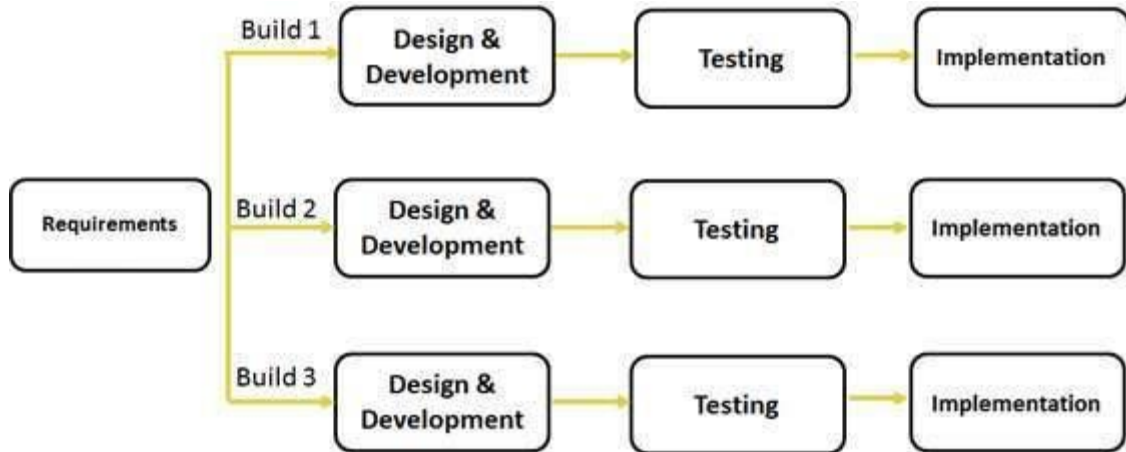 Build 1
Design &
Development
Testing
Implementation
Requirements
Build 2
Design &
Development
Testing
Implementation
Build 3
Design &
Development
Testing
Implementation